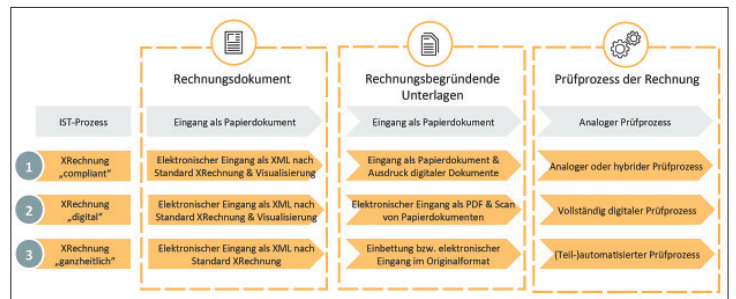 Rechnungsdokument
Rechnungsbegründende
Unterlagen
Prüfprozess der Rechnung
IST-Prozess
Eingang als Papierdokument
Eingang als Papierdokument
Analoger Prüfprozess
1
XRechnung
„compliant"
Elektronischer Eingang als XML nach
Standard XRechnung & Visualisierung
Eingang als Papierdokument &
Ausdruck digitaler Dokumente
Analoger oder hybrider Prüfprozess
2
XRechnung
„digital"
Elektronischer Eingang als XML nach
Standard XRechnung & Visualisierung
Elektronischer Eingang als PDF & Scan
von Papierdokumenten
Vollständig digitaler Prüfprozess
3
XRechnung
„ganzheitlich"
Elektronischer Eingang als XML nach
Standard XRechnung
Einbettung bzw. elektronischer
Eingang im Originalformat
(Teil-)automatisierter Prüfprozess